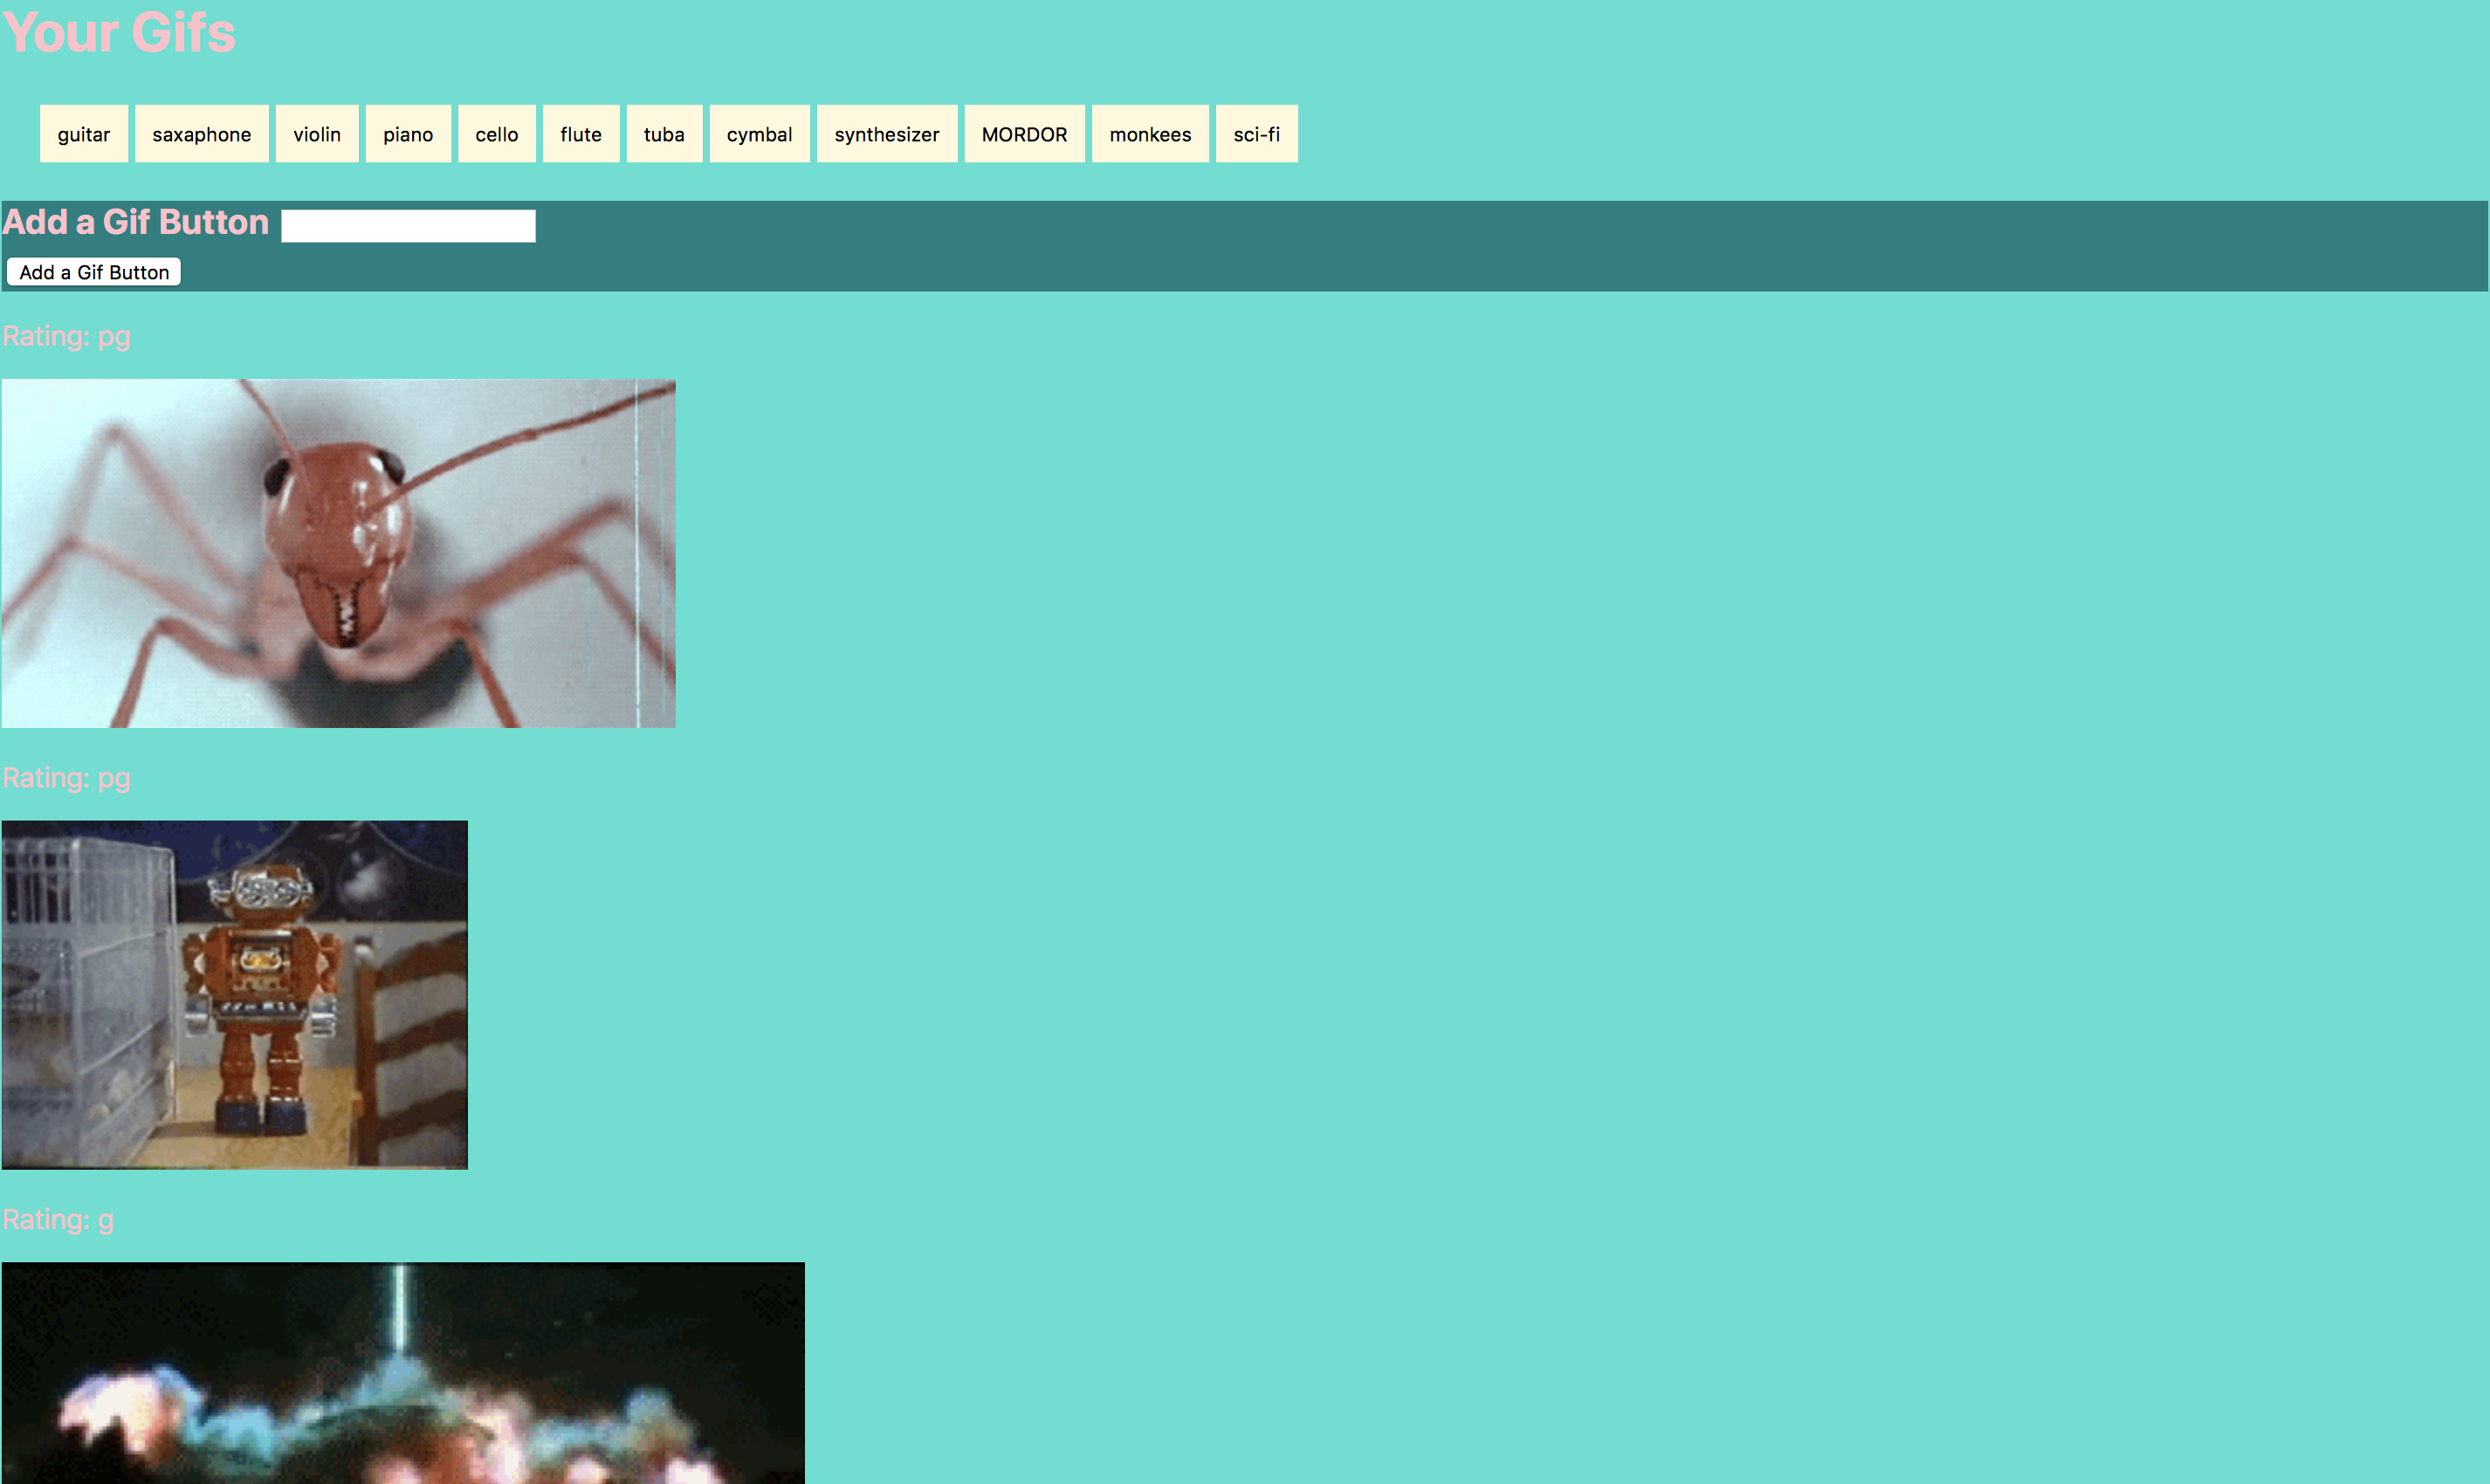 Your Gifs
guitar saxaphone violin piano cello flute tuba cymbal synthesizer MORDOR monkees sci-fi
Add a Gif Button
Add a Gif Button
Rating: pg
Rating: pg
Rating: g